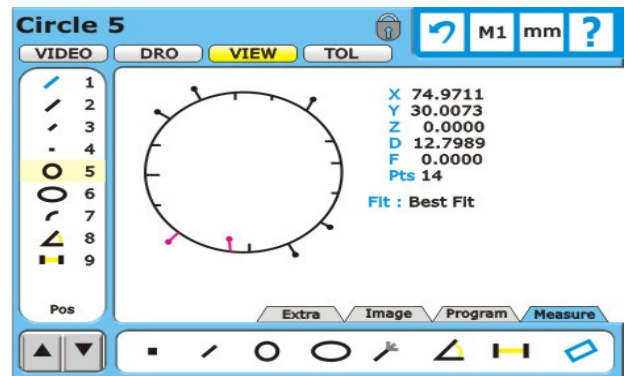 Circle 5
M1 mm ?
VIDEO DRO VIEW TOL
1
2
3
4
5
6
7
8
9
Pos
X 74.9711
Y 30.0073
Z 0.0000
D 12.7989
F 0.0000
Pts 14
Fit : Best Fit
Extra Image Program Measure